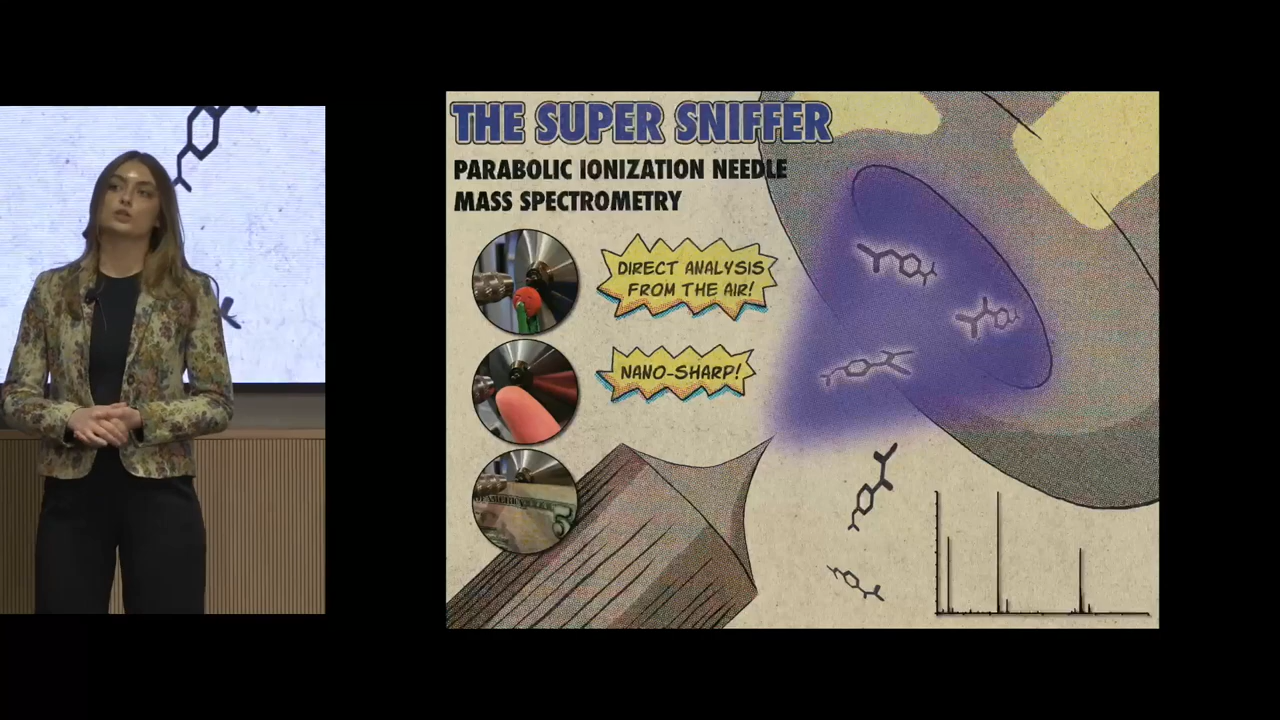 THE SUPER SNIFFER
PARABOLIC IONIZATION NEEDLE
MASS SPECTROMETRY
DIRECT ANALYSIS
FROM THE AIR!
NANO-SHARP!